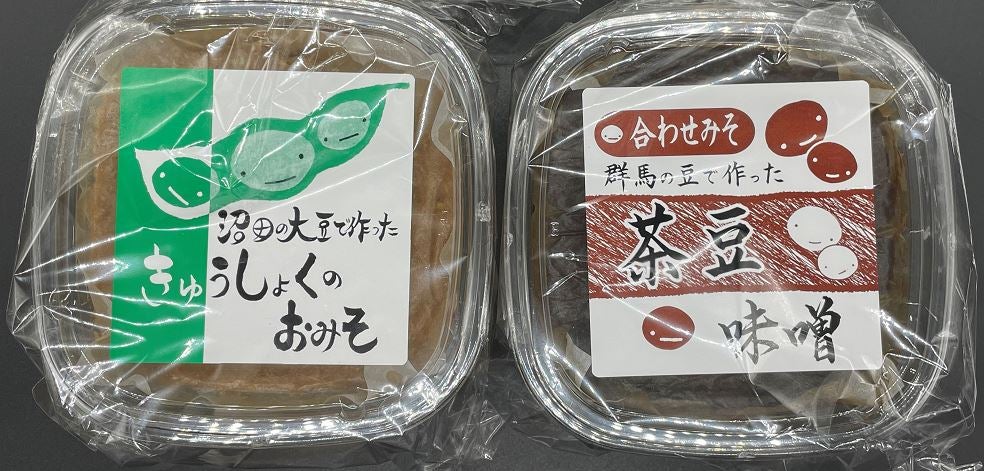 沼田の大豆で作った
きゅうしょくの
おみそ
合わせみそ
群馬の豆で作った
茶豆
味噌